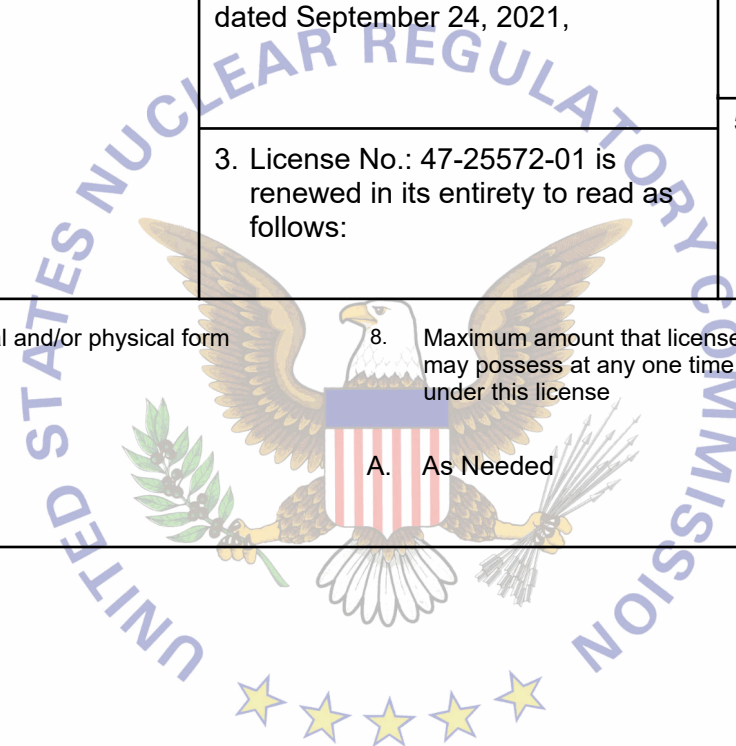 dated September 24, 2021,
3. License No.: 47-25572-01 is
renewed in its entirety to read as
follows:
l and/or physical form
8. Maximum amount that license
may possess at any one time
under this license
A. As Needed
UNITED STATES NUCLEAR REGULATORY COMMISSION